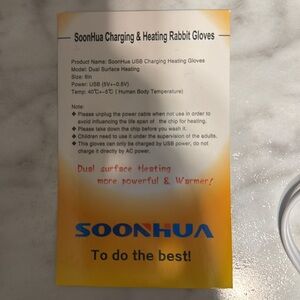 SoonHua Charging & Heating Rabbit Gloves
Product Name: SoonHua USB Charging Heating Gloves
Model: Dual Surface Heating
Size: 8in
Power: USB (5V+-0.5V)
Temp: 40℃+-5℃ ( Human Body Temperature)
Note:
◆ Please unplug the power cable when not use in order to
avoid influencing the life span of the chip for heating.
◆ Please take down the chip before you wash it.
◆ Children need to use it under the supervision of the adults.
◆ This gloves can only be charged by USB power, do not
charge it directly by AC power.
Dual surface Heating
more powerful & Warmer!
SOONHUA
To do the best!